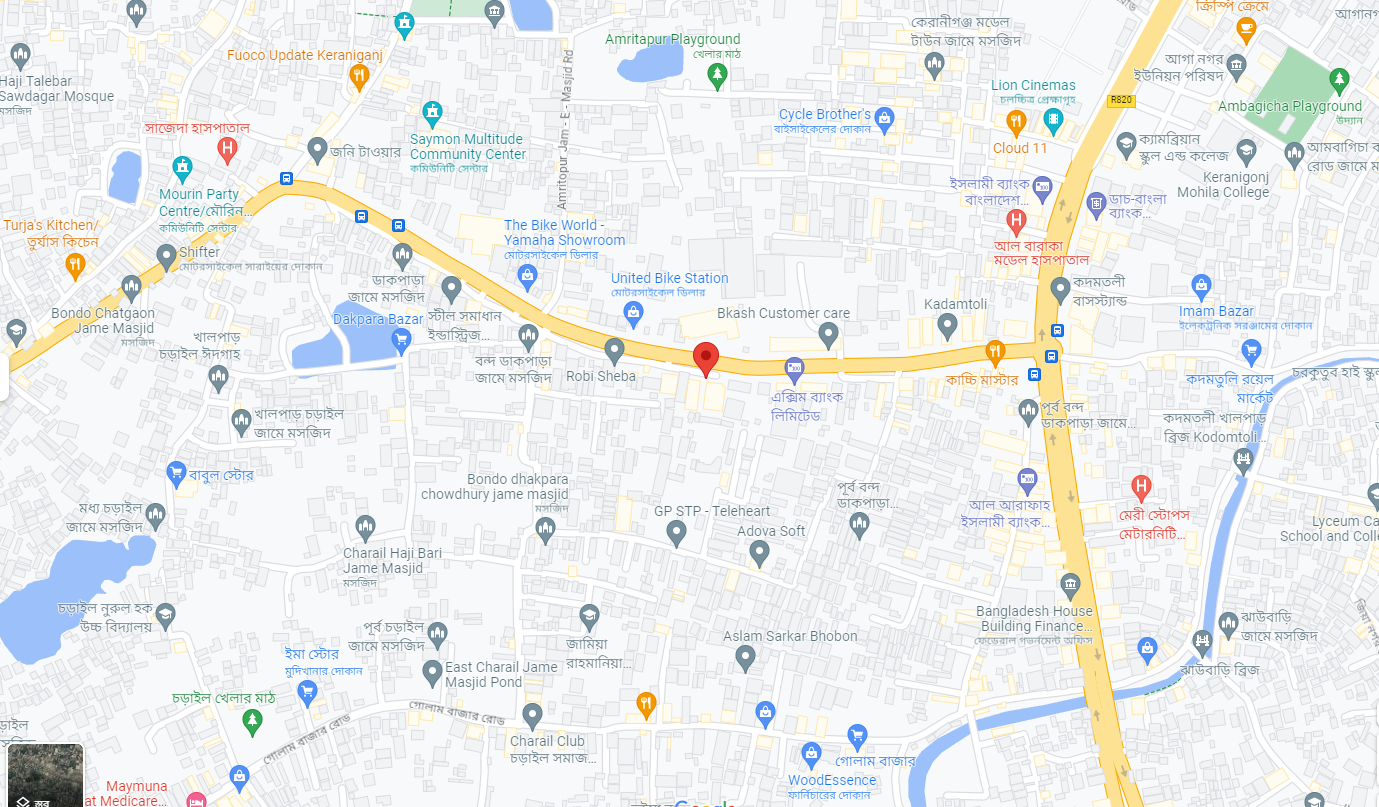 ক্রিস্পি ক্রেমে
আগানগ
কেরানীগঞ্জ মডেল
টাউন জামে মসজিদ
Amritapur Playground
খেলার মাঠ
Fuoco Update Keraniganj
আগা নগর
ইউনিয়ন পরিষদ
Haji Talebar
Sawdagar Mosque
মসজিদ
Lion Cinemas
চলচ্চিত্র প্রেক্ষাগৃহ
R820
Ambagicha Playground
উদ্যান
Cycle Brother's
বাইসাইকেলের দোকান
Amritopur Jam - E - Masjid Rd
সাজেদা হাসপাতাল
জনি টাওয়ার
Saymon Multitude
Community Center
কমিউনিটি সেন্টার
Cloud 11
ক্যামব্রিয়ান
স্কুল এন্ড কলেজ
আমবাগিচা ব
রোড জামে ম
Keranigonj
Mohila College
ইসলামী ব্যাংক
বাংলাদেশ...
ডাচ-বাংলা
ব্যাংক...
Mourin Party
Centre/মৌরিন...
কমিউনিটি সেন্টার
Turja's Kitchen/
তুর্যাস কিচেন
The Bike World -
Yamaha Showroom
মোটরসাইকেল ডিলার
আল বারাকা
মডেল হাসপাতাল
Shifter
মোটরসাইকেল সারাইয়ের দোকান
ডাকপাড়া
জামে মসজিদ
United Bike Station
মোটরসাইকেল ডিলার
কদমতলী
বাসস্ট্যান্ড
Bondo Chatgaon
Jame Masjid
মসজিদ
Dakpara Bazar
স্টীল সমাধান
ইন্ডাস্ট্রিজ...
Bkash Customer care
Kadamtoli
Imam Bazar
ইলেকট্রনিক সরঞ্জামের দোকান
খালপাড়
চড়াইল ঈদগাহ
বন্দ ডাকপাড়া
জামে মসজিদ
Robi Sheba
এক্সিম ব্যাংক
লিমিটেড
কাচ্চি মাস্টার
কদমতুলি রয়েল
মার্কেট
চরকুতুব হাই স্কুল
খালপাড় চড়াইল
জামে মসজিদ
পূর্ব বন্দ
ডাকপাড়া জামে...
কদমতলী খালপাড়
ব্রিজ Kodomtoli...
বাবুল স্টোর
Bondo dhakpara
chowdhury jame masjid
মসজিদ
পূর্ব বন্দ
ডাকপাড়া...
আল আরাফাহ
ইসলামী ব্যাংক...
মেরী স্টোপস
মেটারনিটি...
মধ্য চড়াইল
জামে মসজিদ
GP STP - Teleheart
Adova Soft
Lyceum Ca
School and Colle
Charail Haji Bari
Jame Masjid
মসজিদ
চড়াইল নুরুল হক
উচ্চ বিদ্যালয়
পূর্ব চড়াইল
জামে মসজিদ
জামিয়া
রাহমানিয়া...
Aslam Sarkar Bhobon
Bangladesh House
Building Finance...
ফেডেরাল গভর্নমেন্ট অফিস
ঝাউবাড়ি
জামে মসজিদ
ঝাউবাড়ি ব্রিজ
ইমা স্টোর
মুদিখানার দোকান
East Charail Jame
Masjid Pond
চড়াইল খেলার মাঠ
গোলাম বাজার রোড
গোলাম বাজার রোড
Charail Club
চড়াইল সমাজ...
গোলাম বাজার
WoodEssence
ফার্নিচারের দোকান
Maymuna
at Medicare...
Google